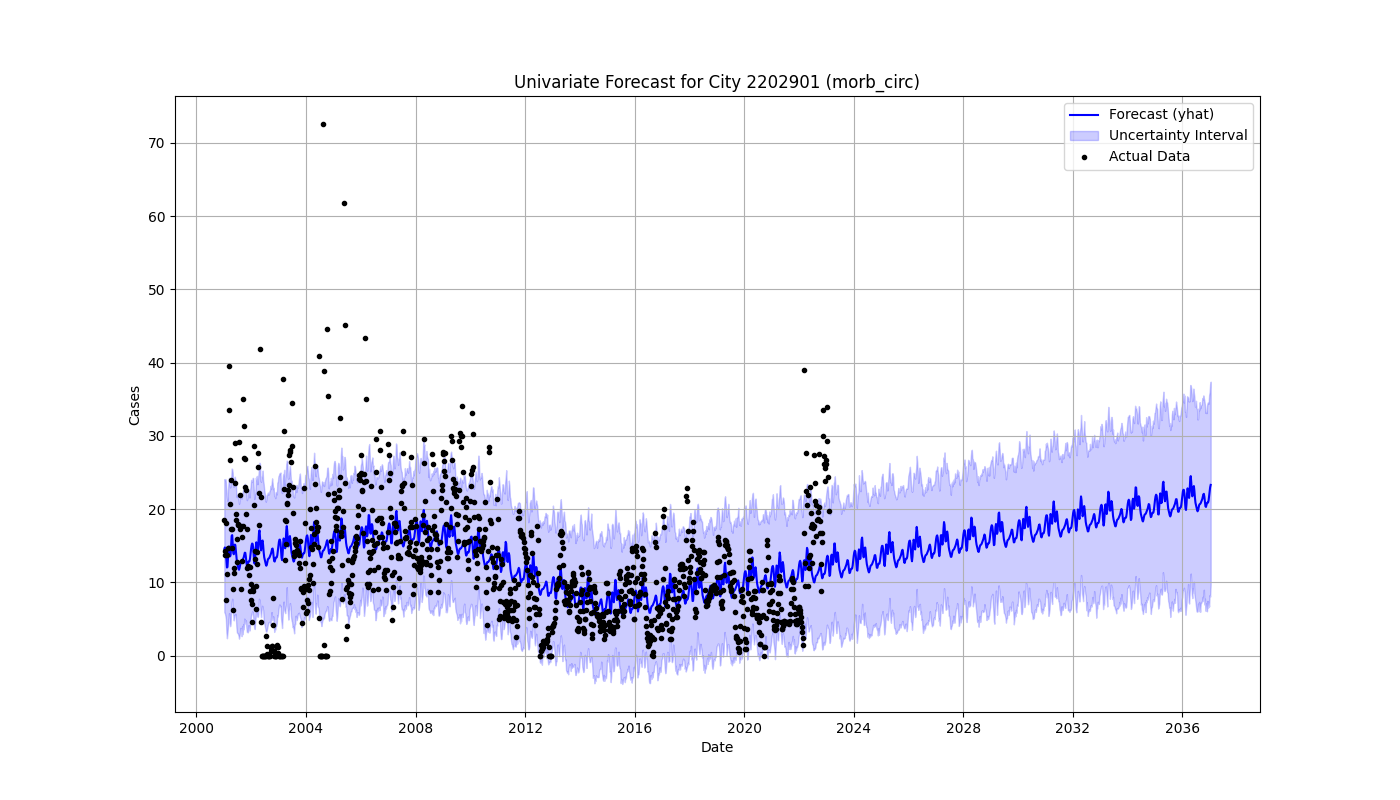 Univariate Forecast for City 2202901 (morb_circ)
Forecast (yhat)
Uncertainty Interval
Actual Data
Cases
70
60
50
40
30
20
10
0
2000 2004 2008 2012 2016 2020 2024 2028 2032 2036
Date